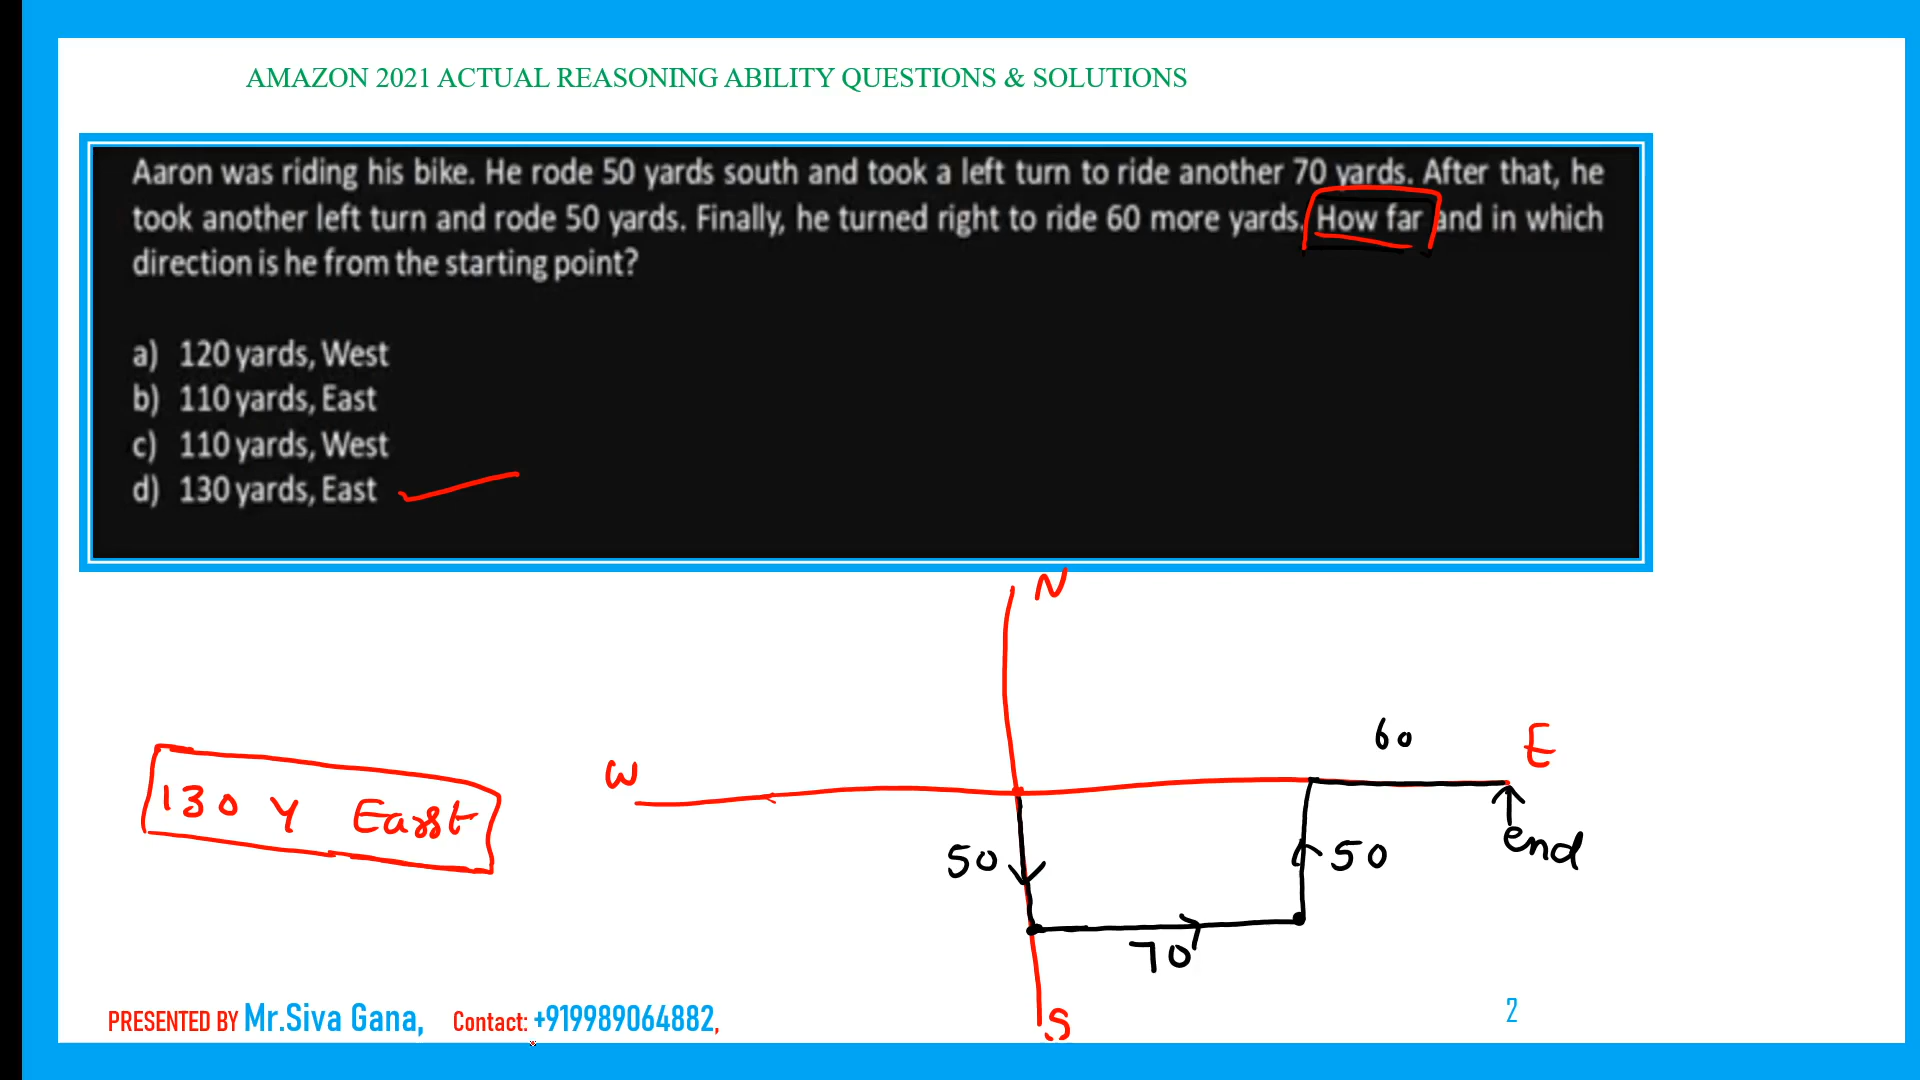 AMAZON 2021 ACTUAL REASONING ABILITY QUESTIONS & SOLUTIONS
Aaron was riding his bike. He rode 50 yards south and took a left turn to ride another 70 yards. After that, he
took another left turn and rode 50 yards. Finally, he turned right to ride 60 more yards. How far and in which
direction is he from the starting point?
a) 120 yards, West
b) 110 yards, East
c) 110 yards, West
d) 130 yards, East
N
60
E
W
130 Y Easst
50
50
end
70
S
PRESENTED BY Mr.Siva Gana, Contact: +919989064882,
2